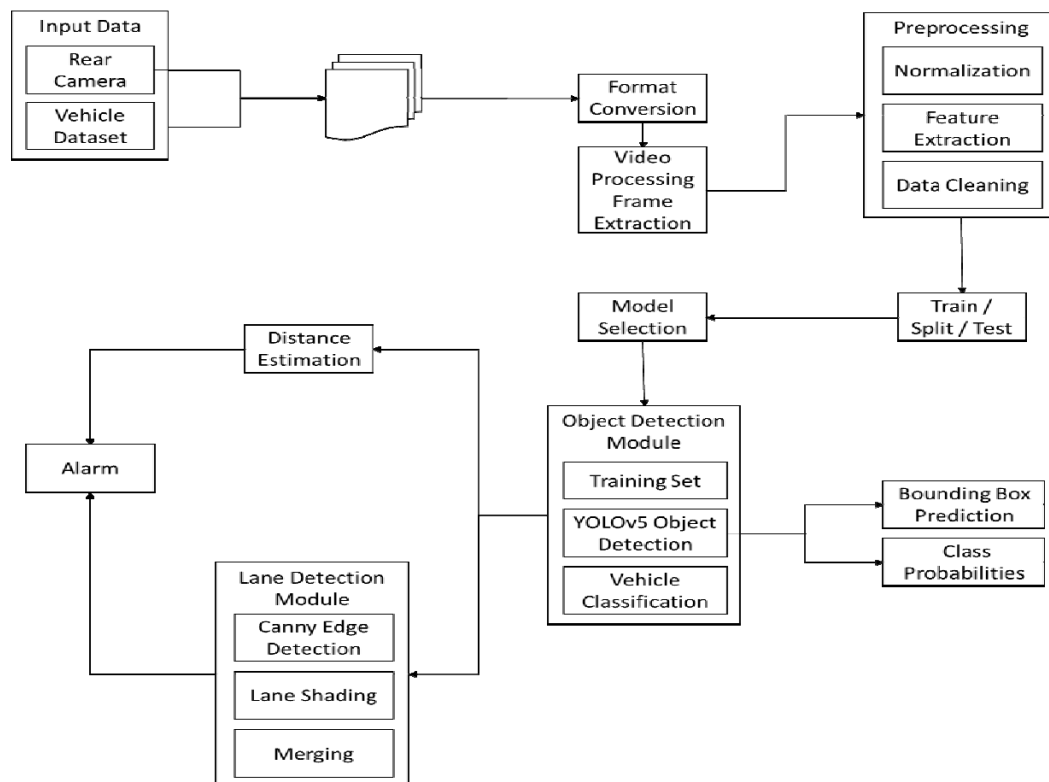 Input Data
Rear
Camera
Vehicle
Dataset
Format
Conversion
Video
Processing
Frame
Extraction
Preprocessing
Normalization
Feature
Extraction
Data Cleaning
Train /
Split / Test
Model
Selection
Distance
Estimation
Alarm
Object Detection
Module
Training Set
YOLOv5 Object
Detection
Vehicle
Classification
Bounding Box
Prediction
Class
Probabilities
Lane Detection
Module
Canny Edge
Detection
Lane Shading
Merging